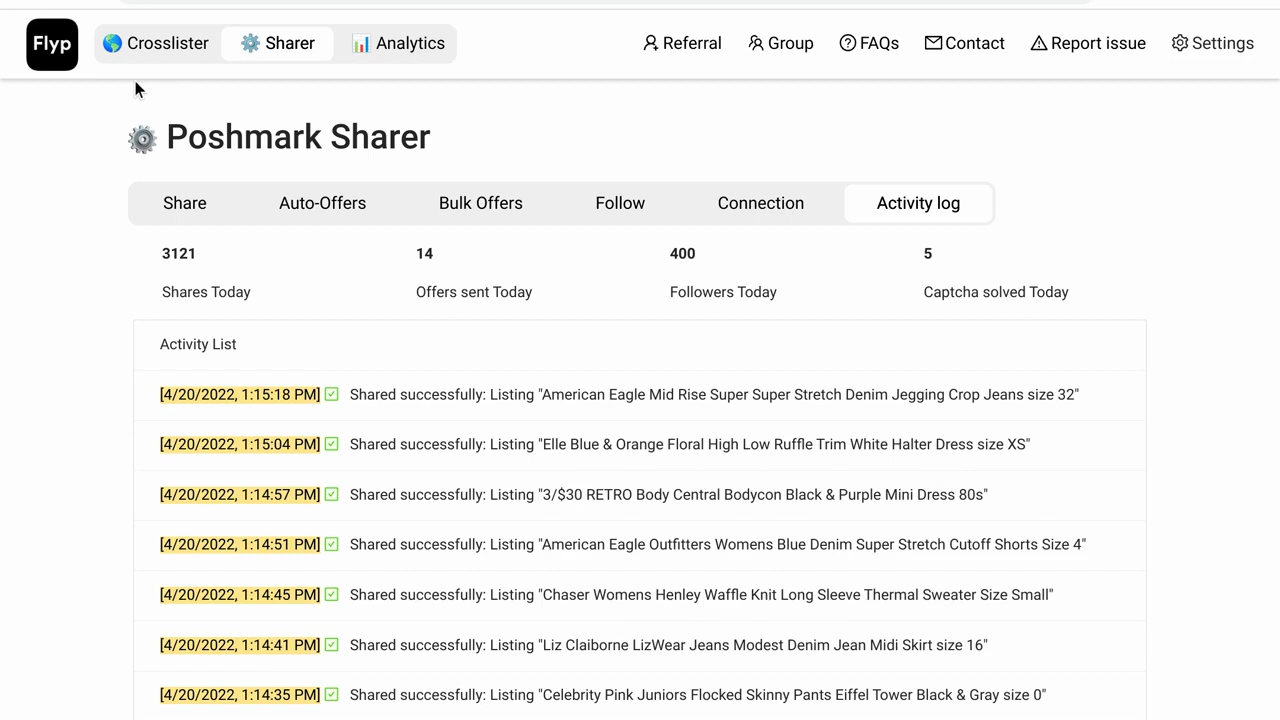 Flyp
Crosslister
Sharer
Analytics
Referral
Group
FAQs
Contact
Report issue
Settings
Poshmark Sharer
Share
Auto-Offers
Bulk Offers
Follow
Connection
Activity log
3121
14
400
5
Shares Today
Offers sent Today
Followers Today
Captcha solved Today
Activity List
[4/20/2022, 1:15:18 PM] Shared successfully: Listing "American Eagle Mid Rise Super Super Stretch Denim Jegging Crop Jeans size 32"
[4/20/2022, 1:15:04 PM] Shared successfully: Listing "Elle Blue & Orange Floral High Low Ruffle Trim White Halter Dress size XS"
[4/20/2022, 1:14:57 PM] Shared successfully: Listing "3/$30 RETRO Body Central Bodycon Black & Purple Mini Dress 80s"
[4/20/2022, 1:14:51 PM] Shared successfully: Listing "American Eagle Outfitters Womens Blue Denim Super Stretch Cutoff Shorts Size 4"
[4/20/2022, 1:14:45 PM] Shared successfully: Listing "Chaser Womens Henley Waffle Knit Long Sleeve Thermal Sweater Size Small"
[4/20/2022, 1:14:41 PM] Shared successfully: Listing "Liz Claiborne LizWear Jeans Modest Denim Jean Midi Skirt size 16"
[4/20/2022, 1:14:35 PM] Shared successfully: Listing "Celebrity Pink Juniors Flocked Skinny Pants Eiffel Tower Black & Gray size 0"